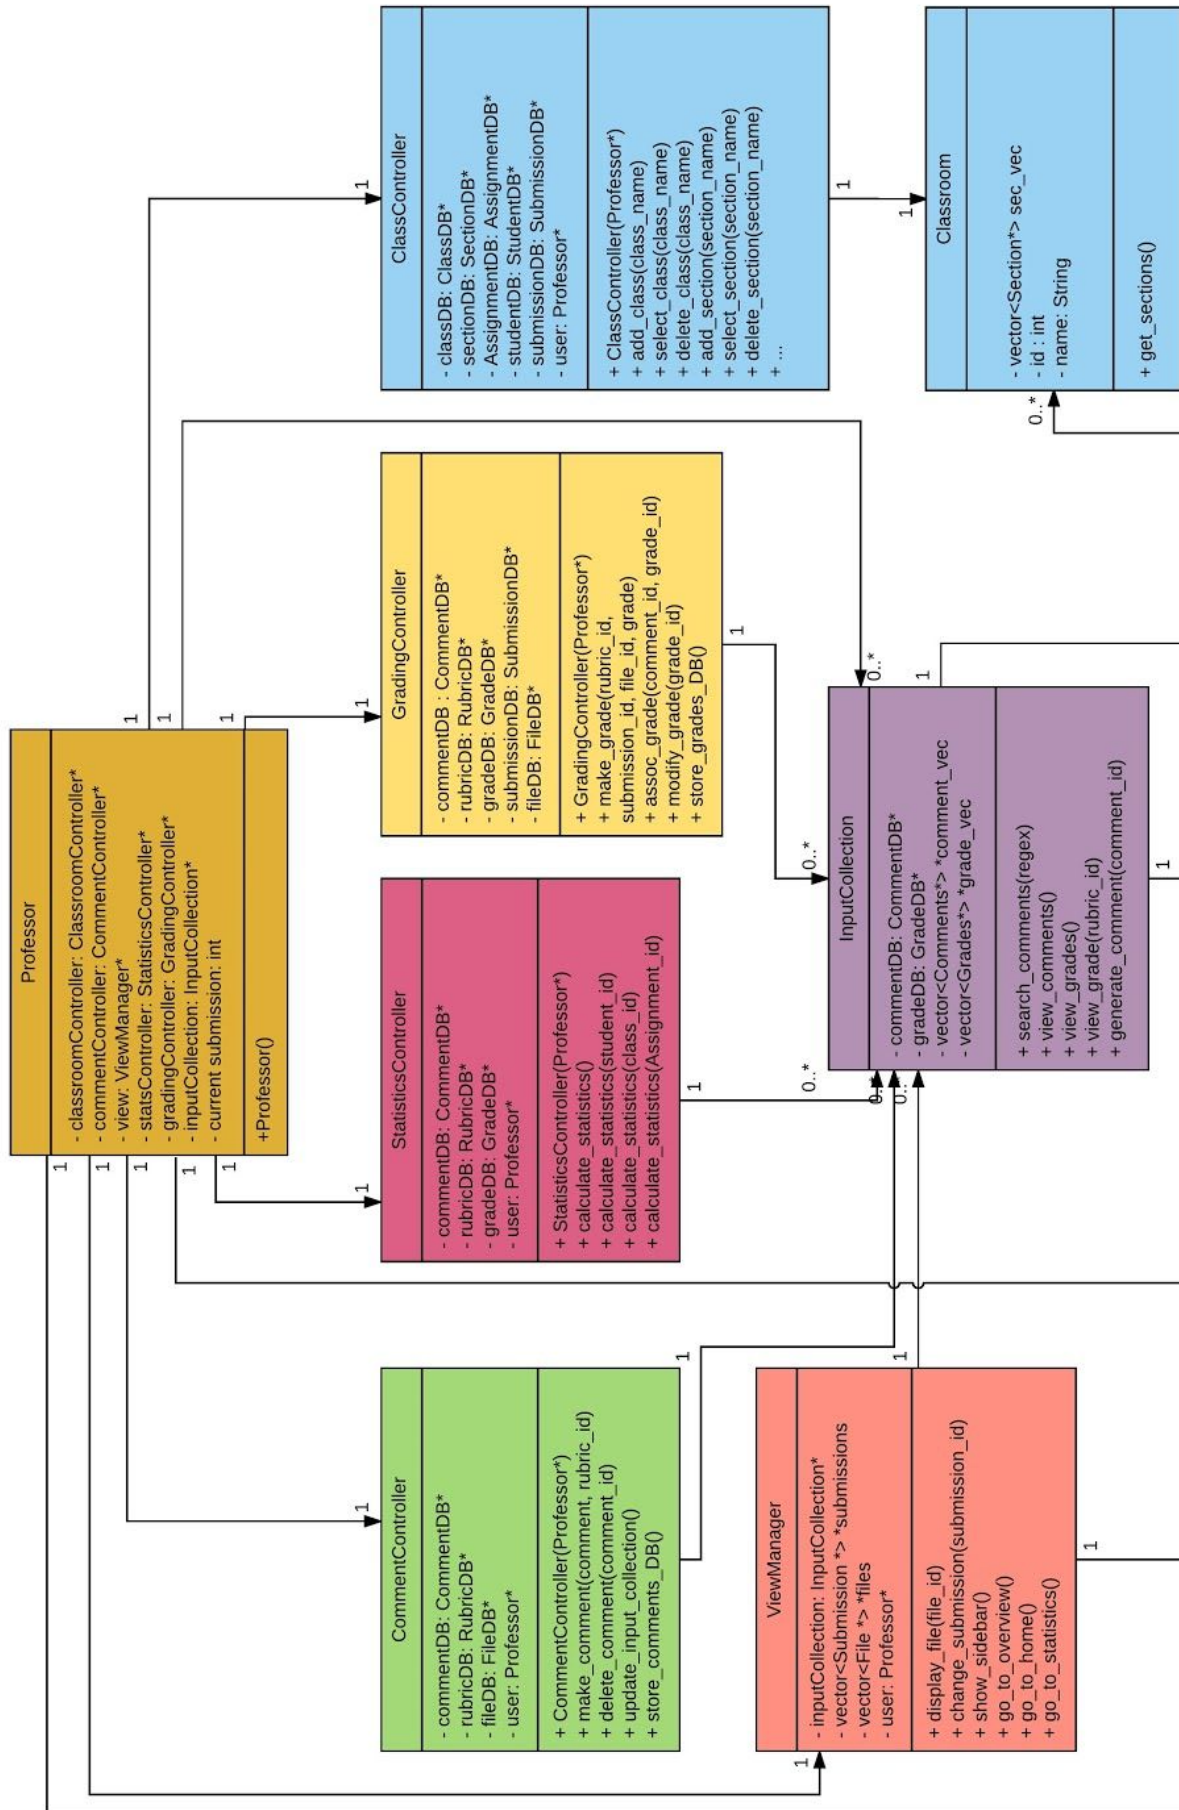 Professor
- classroomController: ClassroomController*
- commentController: CommentController*
- view: ViewManager*
- statsController: StatisticsController*
- gradingController: GradingController*
- inputCollection: InputCollection*
- current submission: int
+Professor()
1
1
1
1
1
1
1
1
1
1
1
1
1
CommentController
- commentDB: CommentDB*
- rubricDB: RubricDB*
- fileDB: FileDB*
- user: Professor*
+ CommentController(Professor*)
+ make_comment(comment, rubric_id)
+ delete_comment(comment_id)
+ update_input_collection()
+ store_comments_DB()
1
StatisticsController
- commentDB: CommentDB*
- rubricDB: RubricDB*
- gradeDB: GradeDB*
- user: Professor*
+ StatisticsController(Professor*)
+ calculate_statistics()
+ calculate_statistics(student_id)
+ calculate_statistics(class_id)
+ calculate_statistics(Assignment_id)
1
GradingController
- commentDB : CommentDB*
- rubricDB: RubricDB*
- gradeDB: GradeDB*
- submissionDB: SubmissionDB*
- fileDB: FileDB*
+ GradingController(Professor*)
+ make_grade(rubric_id,
submission_id, file_id, grade)
+ assoc_grade(comment_id, grade_id)
+ modify_grade(grade_id)
+ store_grades_DB()
1
ClassController
- classDB: ClassDB*
- sectionDB: SectionDB*
- AssignmentDB: AssignmentDB*
- studentDB: StudentDB*
- submissionDB: SubmissionDB*
- user: Professor*
+ ClassController(Professor*)
+ add_class(class_name)
+ select_class(class_name)
+ delete_class(class_name)
+ add_section(section_name)
+ select_section(section_name)
+ delete_section(section_name)
+ ...
1
1
ViewManager
- inputCollection: InputCollection*
- vector<Submission *> *submissions
- vector<File *> *files
- user: Professor*
+ display_file(file_id)
+ change_submission(submission_id)
+ show_sidebar()
+ go_to_overview()
+ go_to_home()
+ go_to_statistics()
1
1
0..*
0..*
0..*
0..*
0..*
InputCollection
- commentDB: CommentDB*
- gradeDB: GradeDB*
- vector<Comments*> *comment_vec
- vector<Grades*> *grade_vec
+ search_comments(regex)
+ view_comments()
+ view_grades()
+ view_grade(rubric_id)
+ generate_comment(comment_id)
1
1
Classroom
- vector<Section*> sec_vec
- id : int
- name: String
+ get_sections()
0..*